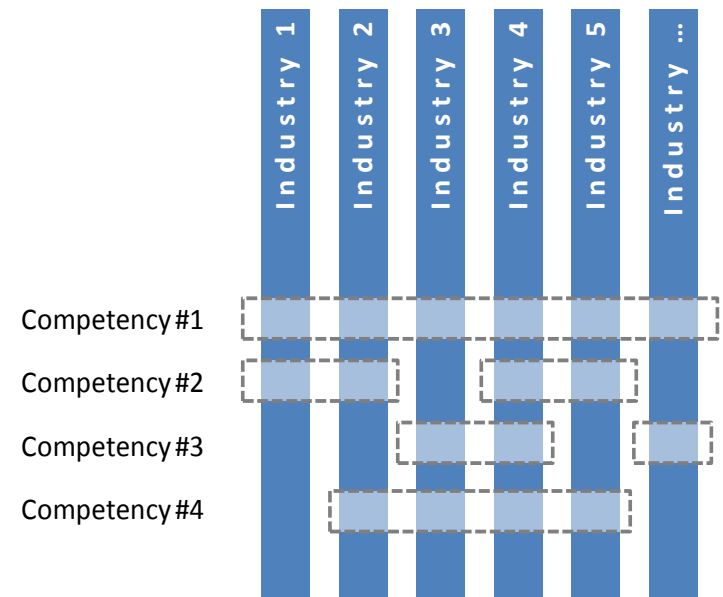 Industry 1
Industry 2
Industry 3
Industry 4
Industry 5
Industry ...
Competency #1
Competency #2
Competency #3
Competency #4